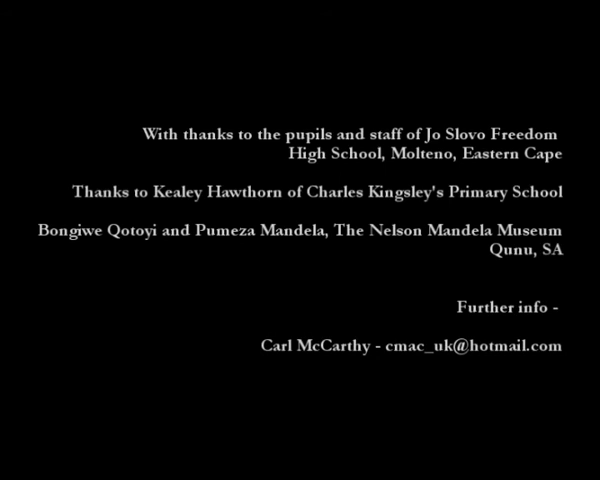 With thanks to the pupils and staff of Jo Slovo Freedom
High School, Molteno, Eastern Cape
Thanks to Kealey Hawthorn of Charles Kingsley's Primary School
Bongiwe Qotoyi and Pumeza Mandela, The Nelson Mandela Museum
Qunu, SA
Further info -
Carl McCarthy - cmac_uk@hotmail.com